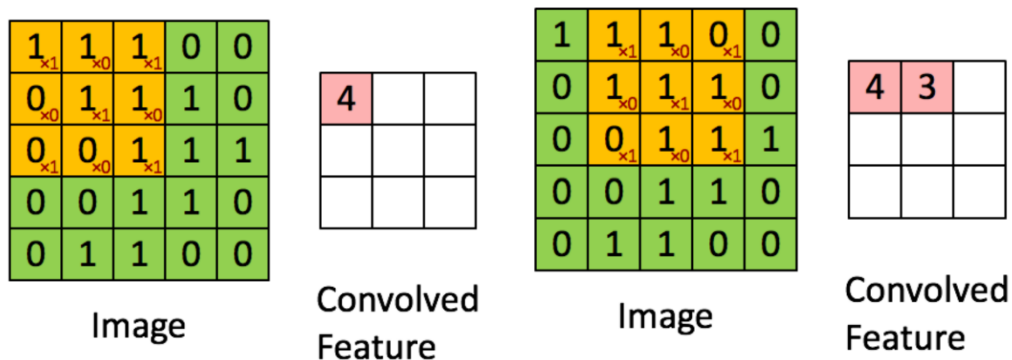 1×1 1×0 1×1 0 0
0×0 1×1 1×0 1 0
0×1 0×0 1×1 1 1
0 0 1 1 0
0 1 1 0 0
Image
4
Convolved
Feature
1 1×1 1×0 0×1 0
0 1×0 1×1 1×0 0
0 0×1 1×0 1×1 1
0 0 1 1 0
0 1 1 0 0
Image
4 3
Convolved
Feature